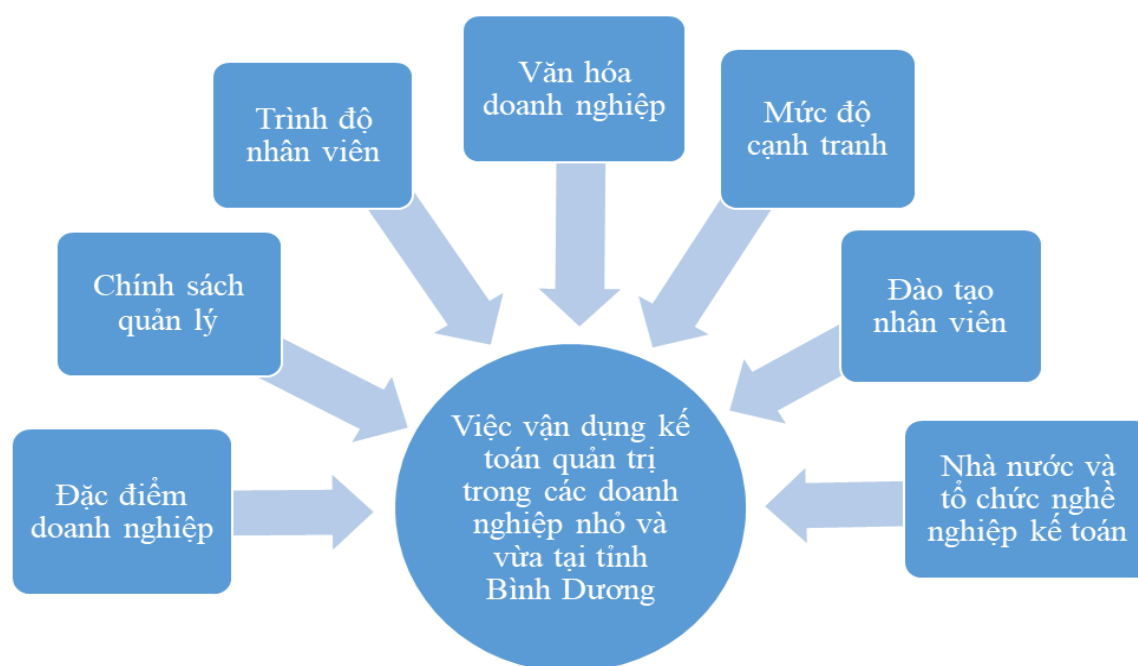 Văn hóa
doanh nghiệp
Trình độ
nhân viên
Mức độ
cạnh tranh
Chính sách
quản lý
Đào tạo
nhân viên
Đặc điểm
doanh nghiệp
Việc vận dụng kế
toán quản trị
trong các doanh
nghiệp nhỏ và
vừa tại tỉnh
Bình Dương
Nhà nước và
tổ chức nghề
nghiệp kế toán